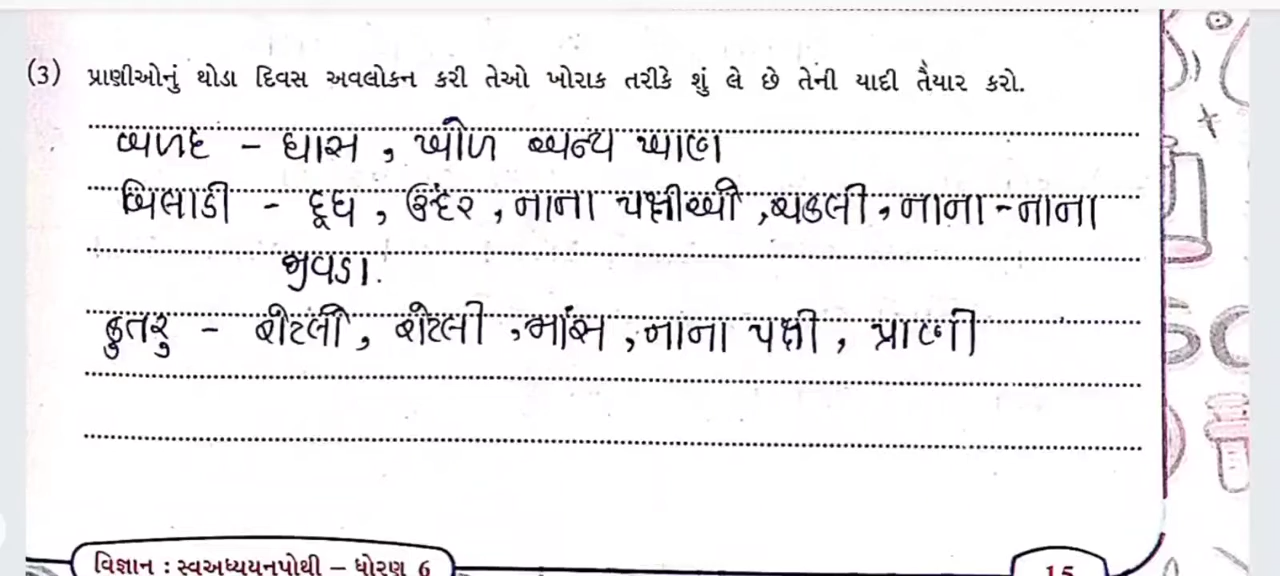 (3) પ્રાણીઓનું થોડા દિવસ અવલોકન કરી તેઓ ખોરાક તરીકે શું લે છે તેની યાદી તૈયાર કરો.
બળદ - ઘાસ, ખોળ અન્ય ખાણ
બિલાડી - દૂધ, ઉંદર, નાના પક્ષીઓ, ચકલી, નાના-નાના
જીવડા.
કુતરુ - રોટલી, રોટલી, માંસ, નાના પક્ષી, પ્રાણી
વિજ્ઞાન : સ્વઅધ્યયનપોથી – ધોરણ 6
15